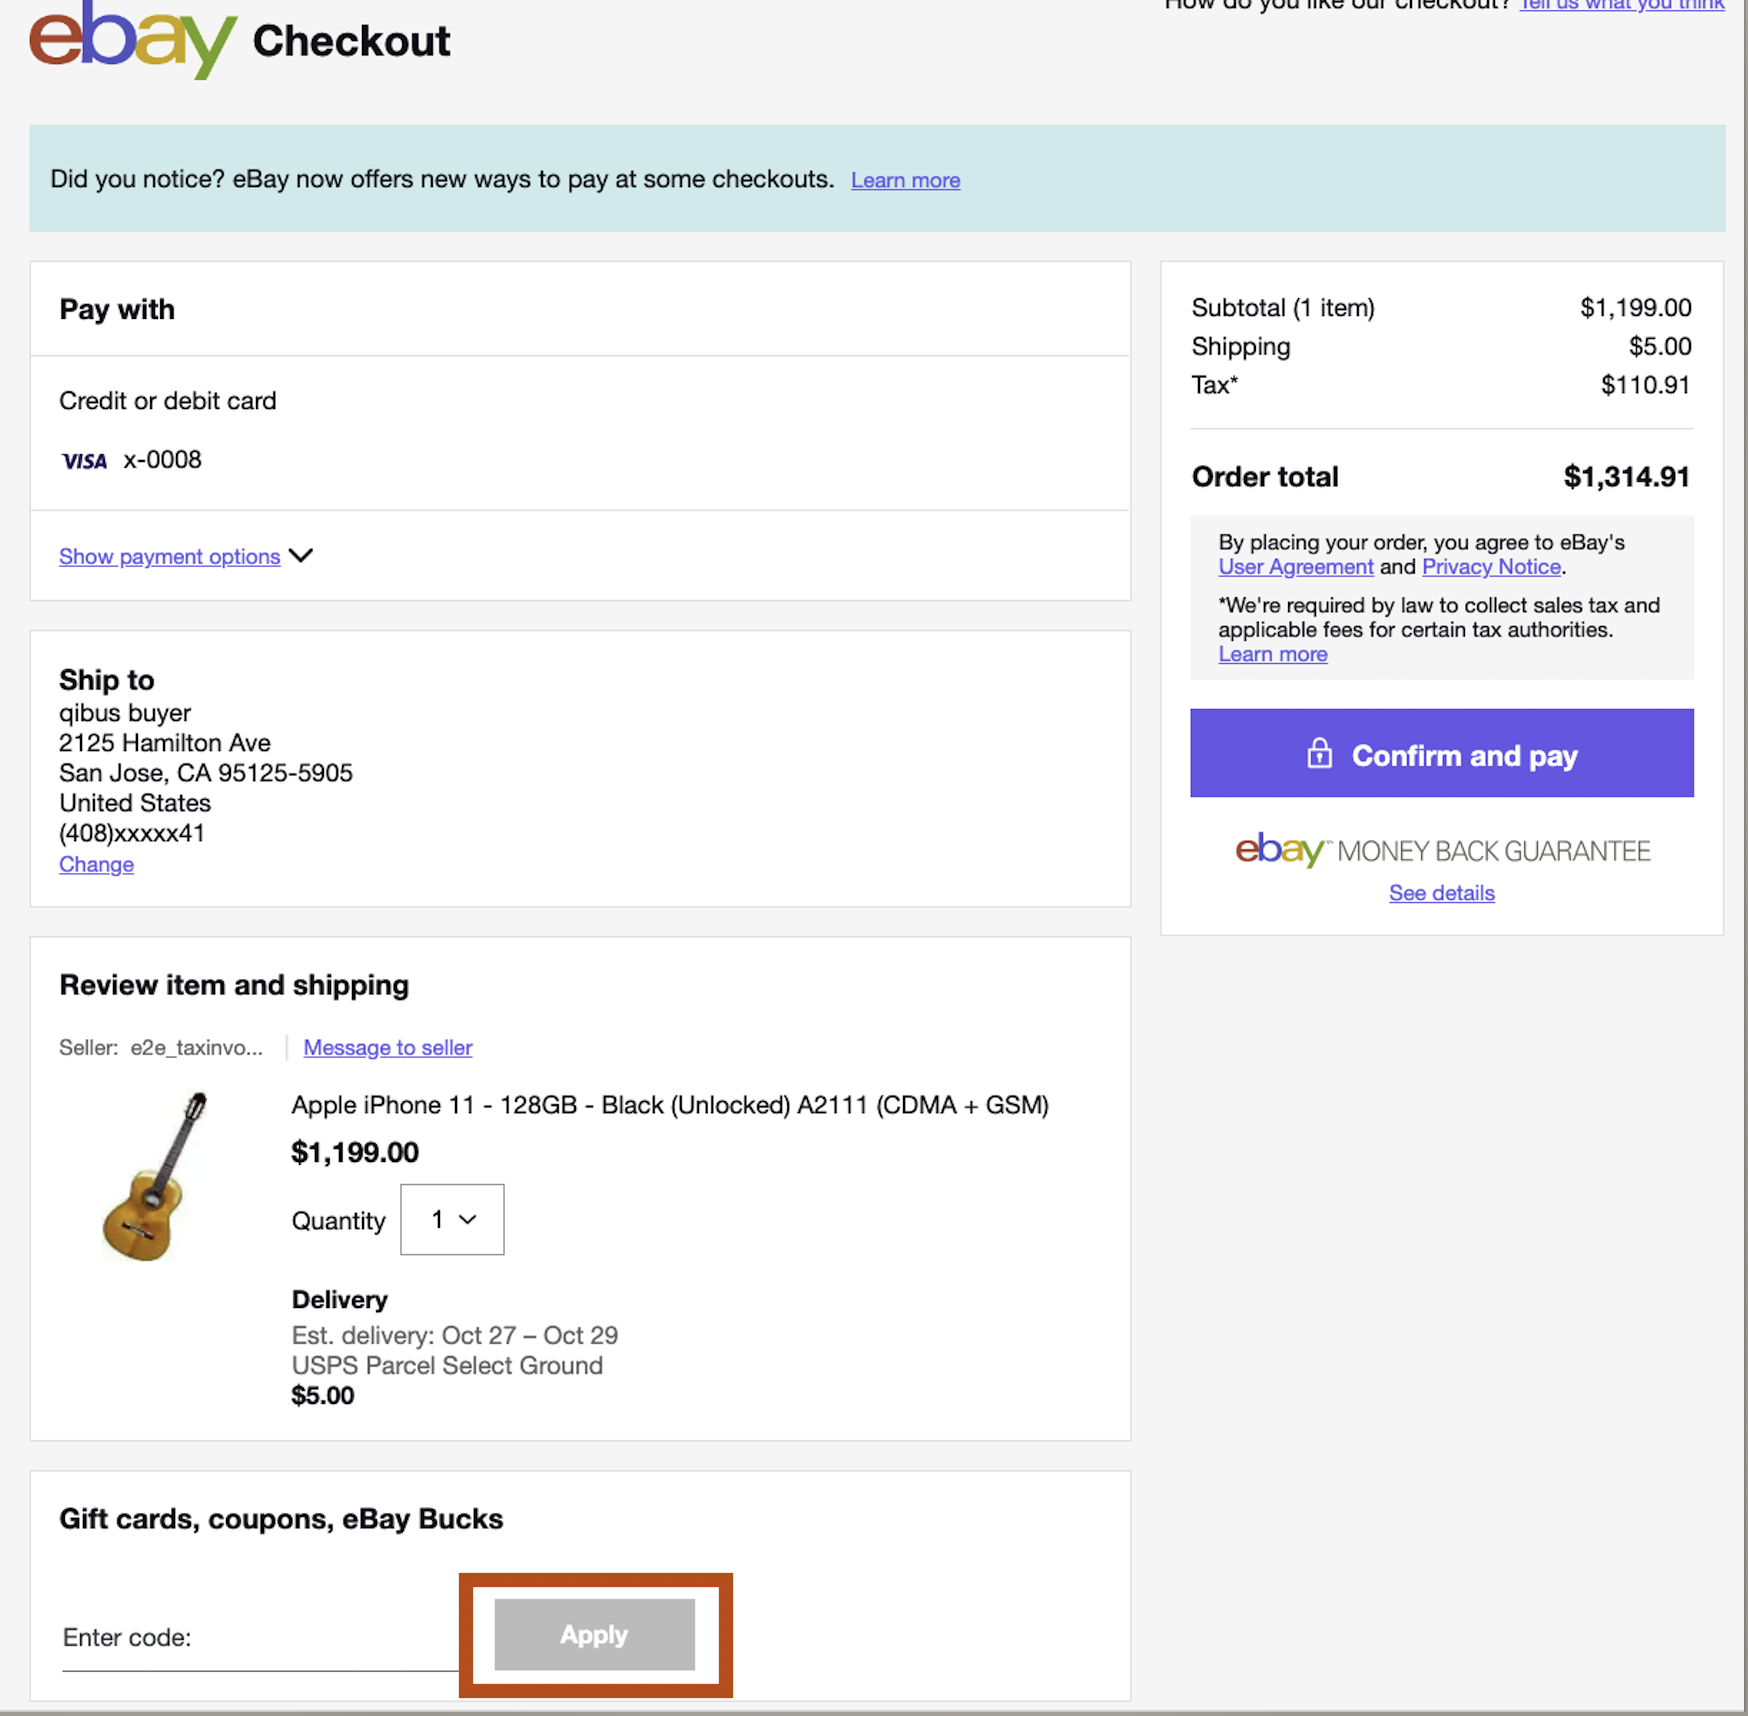 How do you like our checkout? Tell us what you think
ebay Checkout
Did you notice? eBay now offers new ways to pay at some checkouts. Learn more
Pay with
Credit or debit card
VISA x-0008
Show payment options
Ship to
qibus buyer
2125 Hamilton Ave
San Jose, CA 95125-5905
United States
(408)xxxxx41
Change
Review item and shipping
Seller: e2e_taxinvo... Message to seller
Apple iPhone 11 - 128GB - Black (Unlocked) A2111 (CDMA + GSM)
$1,199.00
Quantity 1
Delivery
Est. delivery: Oct 27 – Oct 29
USPS Parcel Select Ground
$5.00
Gift cards, coupons, eBay Bucks
Enter code: Apply
Subtotal (1 item) $1,199.00
Shipping $5.00
Tax* $110.91
Order total $1,314.91
By placing your order, you agree to eBay's
User Agreement and Privacy Notice.
*We're required by law to collect sales tax and
applicable fees for certain tax authorities.
Learn more
Confirm and pay
ebay™ MONEY BACK GUARANTEE
See details